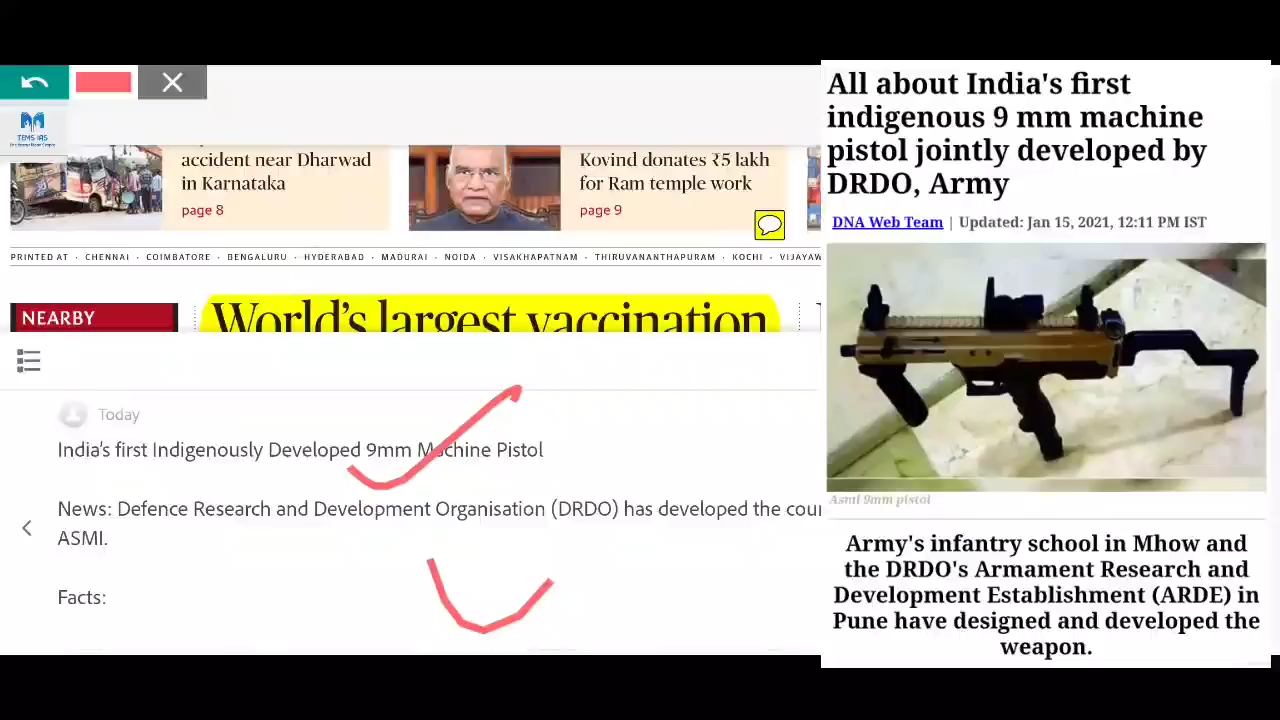 TEMS IAS
accident near Dharwad
in Karnataka
page 8
Kovind donates ₹5 lakh
for Ram temple work
page 9
PRINTED AT · CHENNAI · COIMBATORE · BENGALURU · HYDERABAD · MADURAI · NOIDA · VISAKHAPATNAM · THIRUVANANTHAPURAM · KOCHI · VIJAYAW
NEARBY
World's largest vaccination
Today
India's first Indigenously Developed 9mm Machine Pistol
News: Defence Research and Development Organisation (DRDO) has developed the cour
ASMI.
Facts:
All about India's first
indigenous 9 mm machine
pistol jointly developed by
DRDO, Army
DNA Web Team | Updated: Jan 15, 2021, 12:11 PM IST
Asmi 9mm pistol
Army's infantry school in Mhow and
the DRDO's Armament Research and
Development Establishment (ARDE) in
Pune have designed and developed the
weapon.